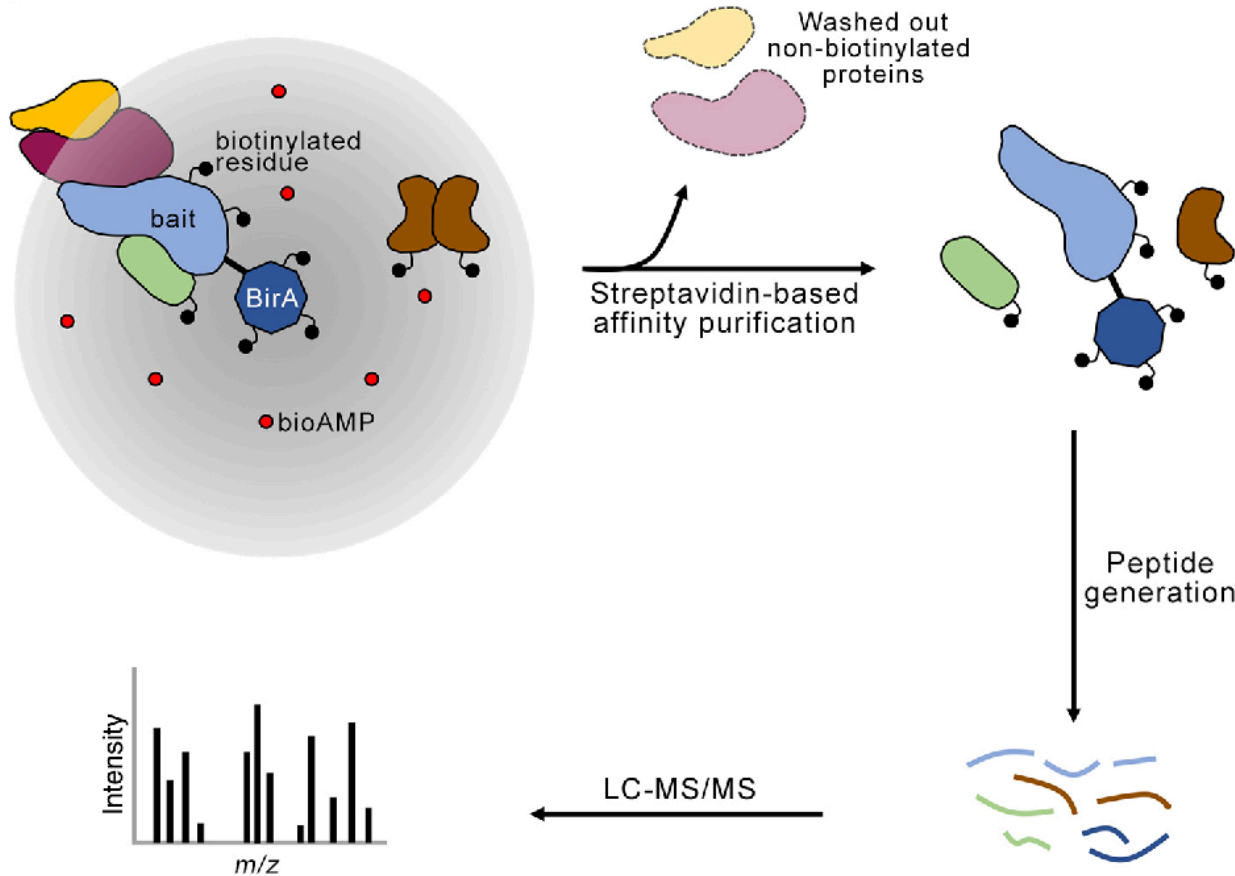 Washed out
non-biotinylated
proteins
biotinylated
residue
bait
BirA
bioAMP
Streptavidin-based
affinity purification
Peptide
generation
LC-MS/MS
Intensity
m/z